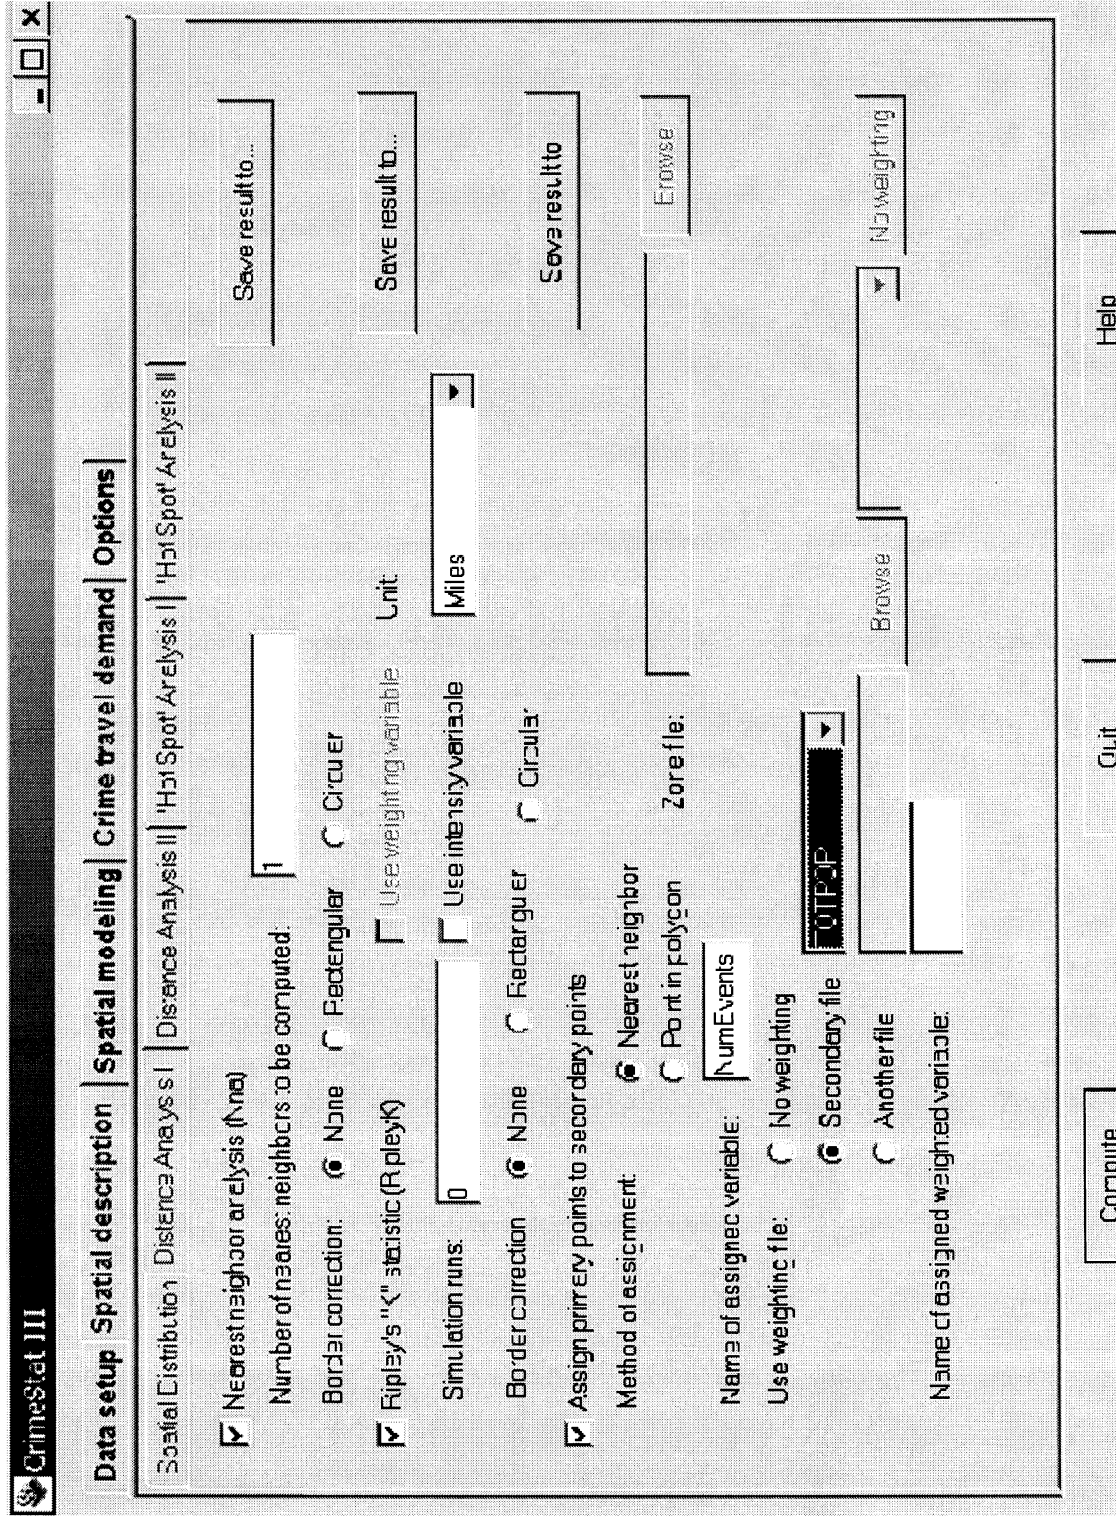 CrimeStat III
Data setup Spatial description Spatial modeling Crime travel demand Options
Spatial Distribution Distance Analysis I Distance Analysis II 'Hot Spot' Analysis I 'Hot Spot' Analysis II
Nearest neighbor analysis (Nna)
Save result to...
Number of nearest neighbors to be computed: 1
Border correction: None Rectangular Circular
Ripley's "K" statistic (RipleyK)
Use weighting variable
Unit:
Save result to...
Simulation runs: 0
Use intensity variable
Miles
Border correction None Rectangular Circular
Save result to
Assign primary points to secondary points
Method of assignment: Nearest neighbor
Point in polygon
Zone file:
Browse
Name of assigned variable: NumEvents
Use weighting file: No weighting
Secondary file TOTPOP
Another file
Browse
No weighting
Name of assigned weighted variable:
Compute Quit Help